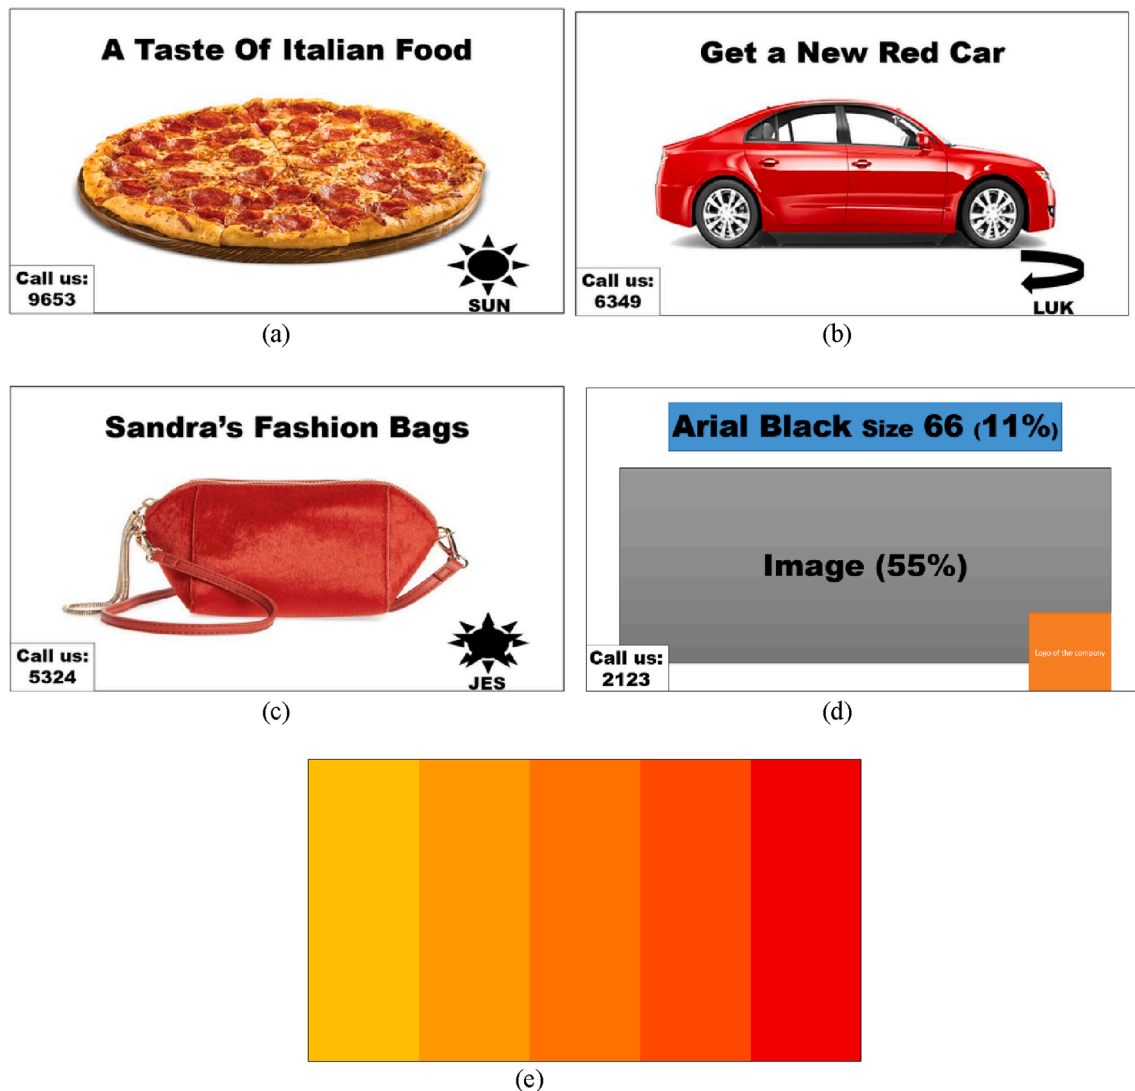 A Taste Of Italian Food
Call us:
9653
SUN
(a)
Get a New Red Car
Call us:
6349
LUK
(b)
Sandra's Fashion Bags
Call us:
5324
JES
(c)
Arial Black Size 66 (11%)
Image (55%)
Logo of the company
Call us:
2123
(d)
(e)